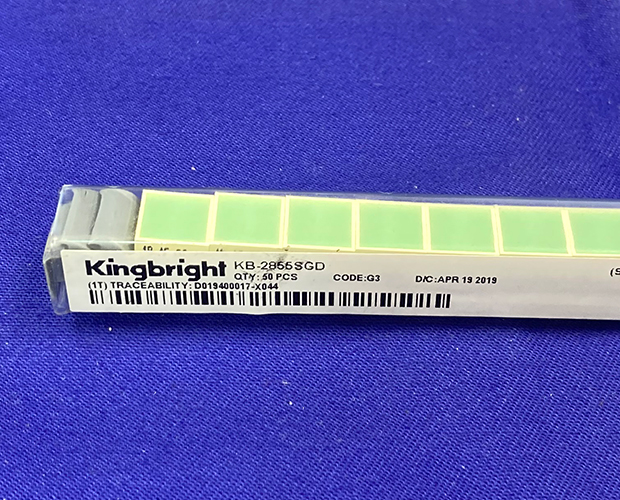 Kingbright KB-2855SGD
QTY: 50 PCS CODE:G3 D/C:APR 19 2019
(1T) TRACEABILITY: D019400017-X044